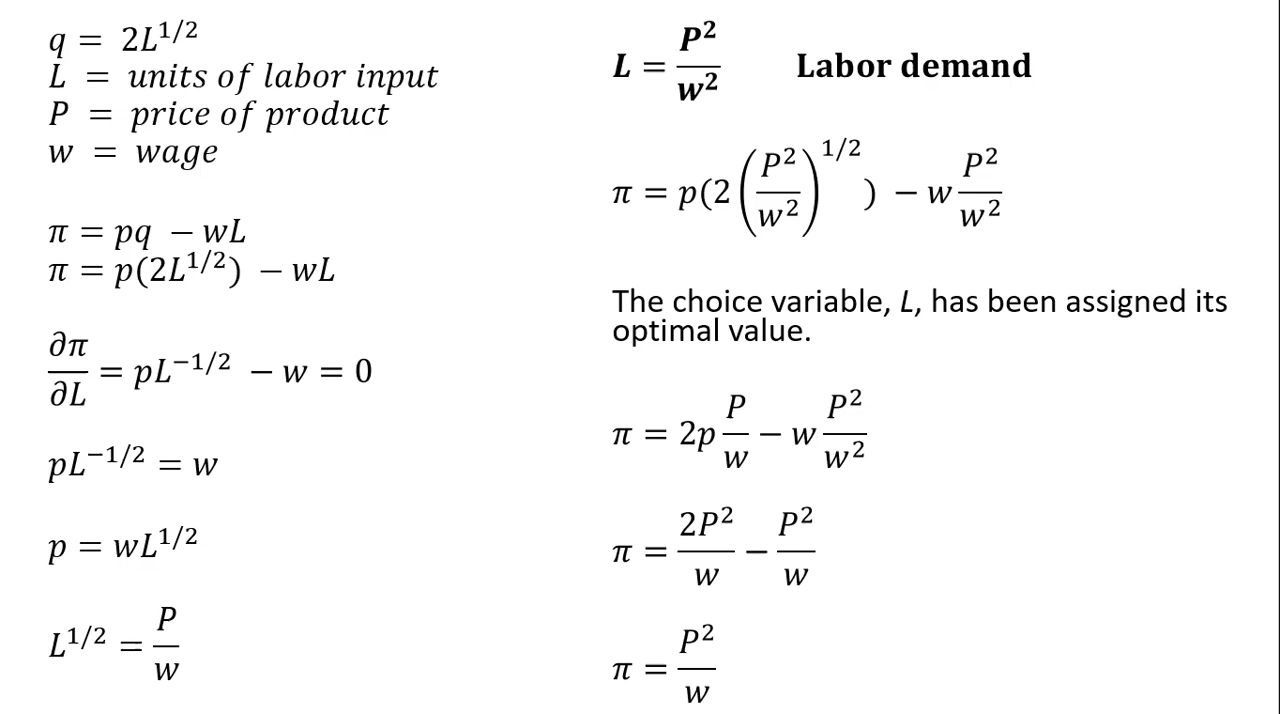 q = 2L^{1/2}
L = units of labor input
P = price of product
w = wage
π = pq − wL
π = p(2L^{1/2}) − wL
∂π/∂L = pL^{−1/2} − w = 0
pL^{−1/2} = w
p = wL^{1/2}
L^{1/2} = P/w
L = P²/w² Labor demand
π = p(2(P²/w²)^{1/2}) − w P²/w²
The choice variable, L, has been assigned its
optimal value.
π = 2p P/w − w P²/w²
π = 2P²/w − P²/w
π = P²/w